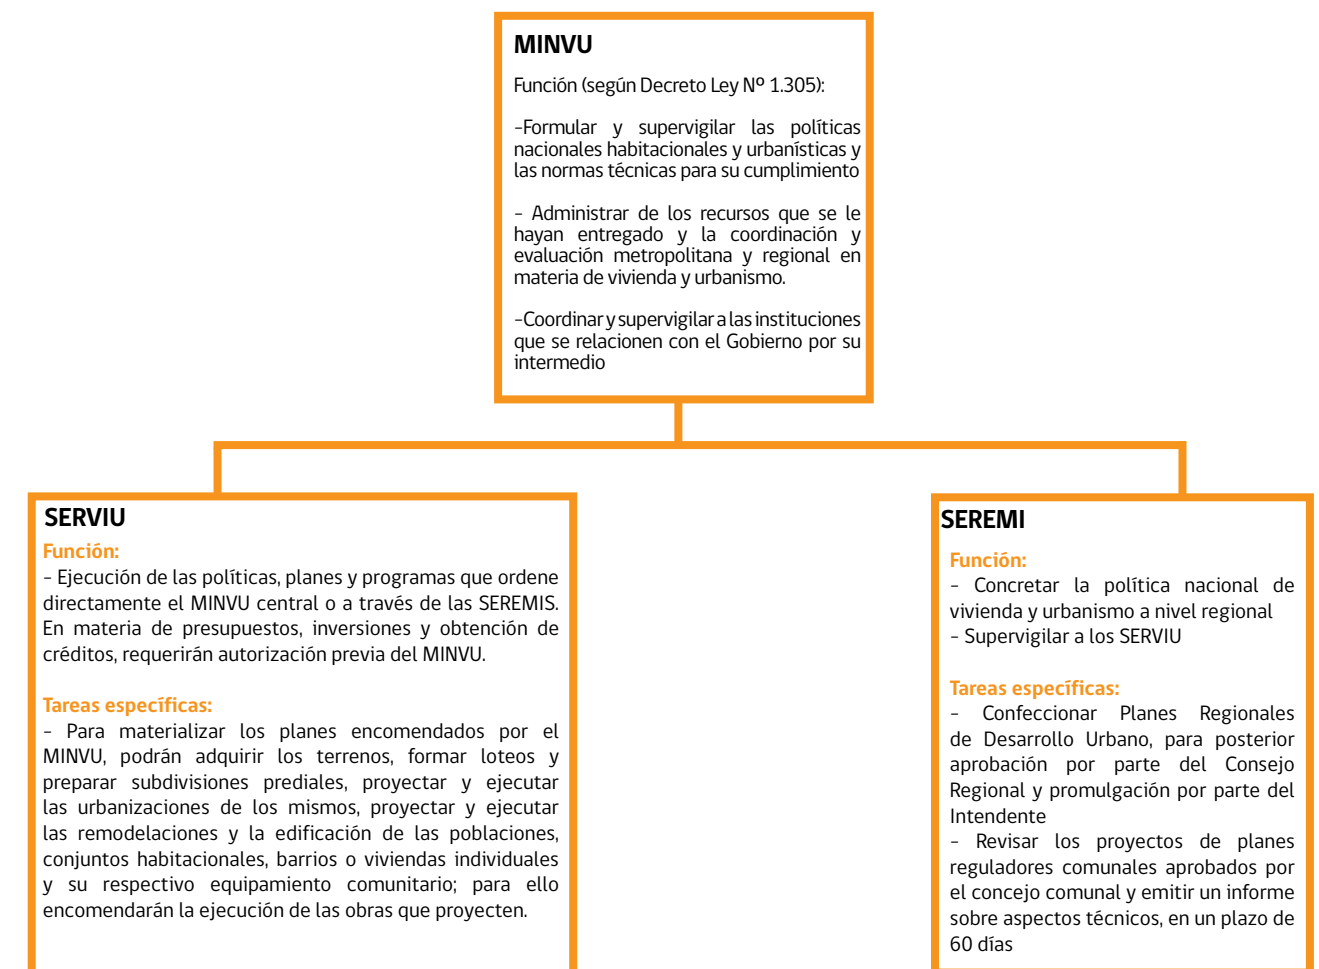 MINVU
Función (según Decreto Ley Nº 1.305):
-Formular y supervigilar las políticas
nacionales habitacionales y urbanísticas y
las normas técnicas para su cumplimiento
- Administrar de los recursos que se le
hayan entregado y la coordinación y
evaluación metropolitana y regional en
materia de vivienda y urbanismo.
-Coordinar y supervigilar a las instituciones
que se relacionen con el Gobierno por su
intermedio
SERVIU
Función:
- Ejecución de las políticas, planes y programas que ordene
directamente el MINVU central o a través de las SEREMIS.
En materia de presupuestos, inversiones y obtención de
créditos, requerirán autorización previa del MINVU.
Tareas específicas:
- Para materializar los planes encomendados por el
MINVU, podrán adquirir los terrenos, formar loteos y
preparar subdivisiones prediales, proyectar y ejecutar
las urbanizaciones de los mismos, proyectar y ejecutar
las remodelaciones y la edificación de las poblaciones,
conjuntos habitacionales, barrios o viviendas individuales
y su respectivo equipamiento comunitario; para ello
encomendarán la ejecución de las obras que proyecten.
SEREMI
Función:
- Concretar la política nacional de
vivienda y urbanismo a nivel regional
- Supervigilar a los SERVIU
Tareas específicas:
- Confeccionar Planes Regionales
de Desarrollo Urbano, para posterior
aprobación por parte del Consejo
Regional y promulgación por parte del
Intendente
- Revisar los proyectos de planes
reguladores comunales aprobados por
el concejo comunal y emitir un informe
sobre aspectos técnicos, en un plazo de
60 días